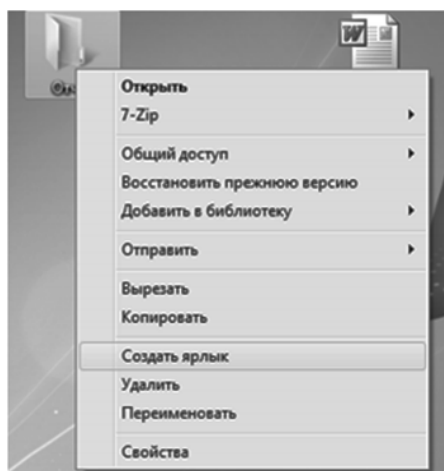 Открыть
7-Zip
Общий доступ
Восстановить прежнюю версию
Добавить в библиотеку
Отправить
Вырезать
Копировать
Создать ярлык
Удалить
Переименовать
Свойства